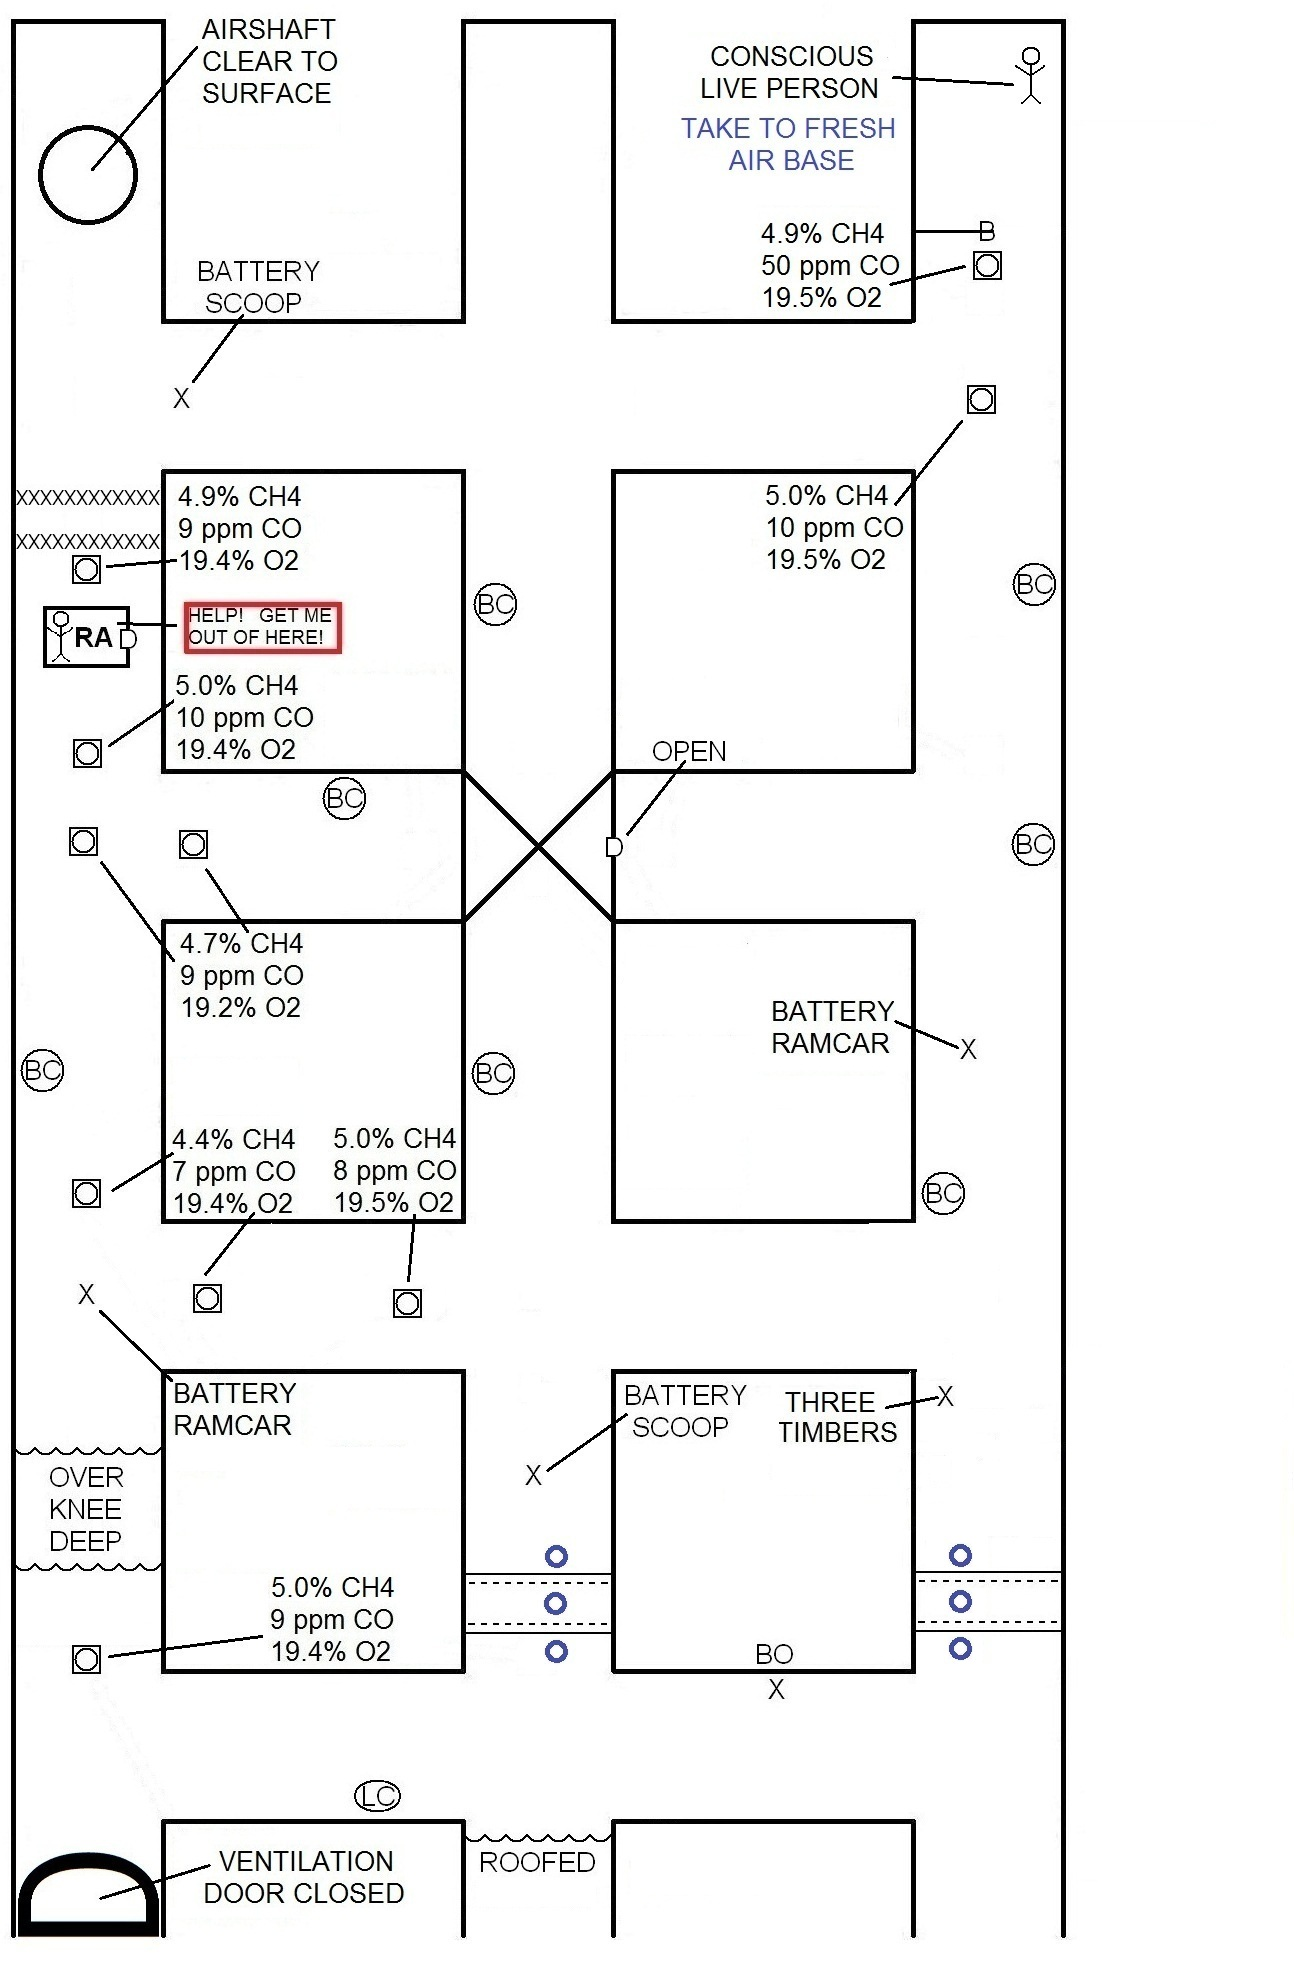 AIRSHAFT
CLEAR TO
SURFACE
CONSCIOUS
LIVE PERSON
TAKE TO FRESH
AIR BASE
B
4.9% CH4
50 ppm CO
19.5% O2
BATTERY
SCOOP
X
XXXXXXXXXXXX
XXXXXXXXXXXX
4.9% CH4
9 ppm CO
19.4% O2
5.0% CH4
10 ppm CO
19.5% O2
BC
BC
RA
D
HELP! GET ME
OUT OF HERE!
5.0% CH4
10 ppm CO
19.4% O2
OPEN
BC
D
BC
4.7% CH4
9 ppm CO
19.2% O2
BATTERY
RAMCAR
X
BC
BC
4.4% CH4
7 ppm CO
19.4% O2
5.0% CH4
8 ppm CO
19.5% O2
BC
X
BATTERY
RAMCAR
BATTERY
SCOOP
X
THREE
TIMBERS
X
OVER
KNEE
DEEP
5.0% CH4
9 ppm CO
19.4% O2
BO
X
LC
VENTILATION
DOOR CLOSED
ROOFED